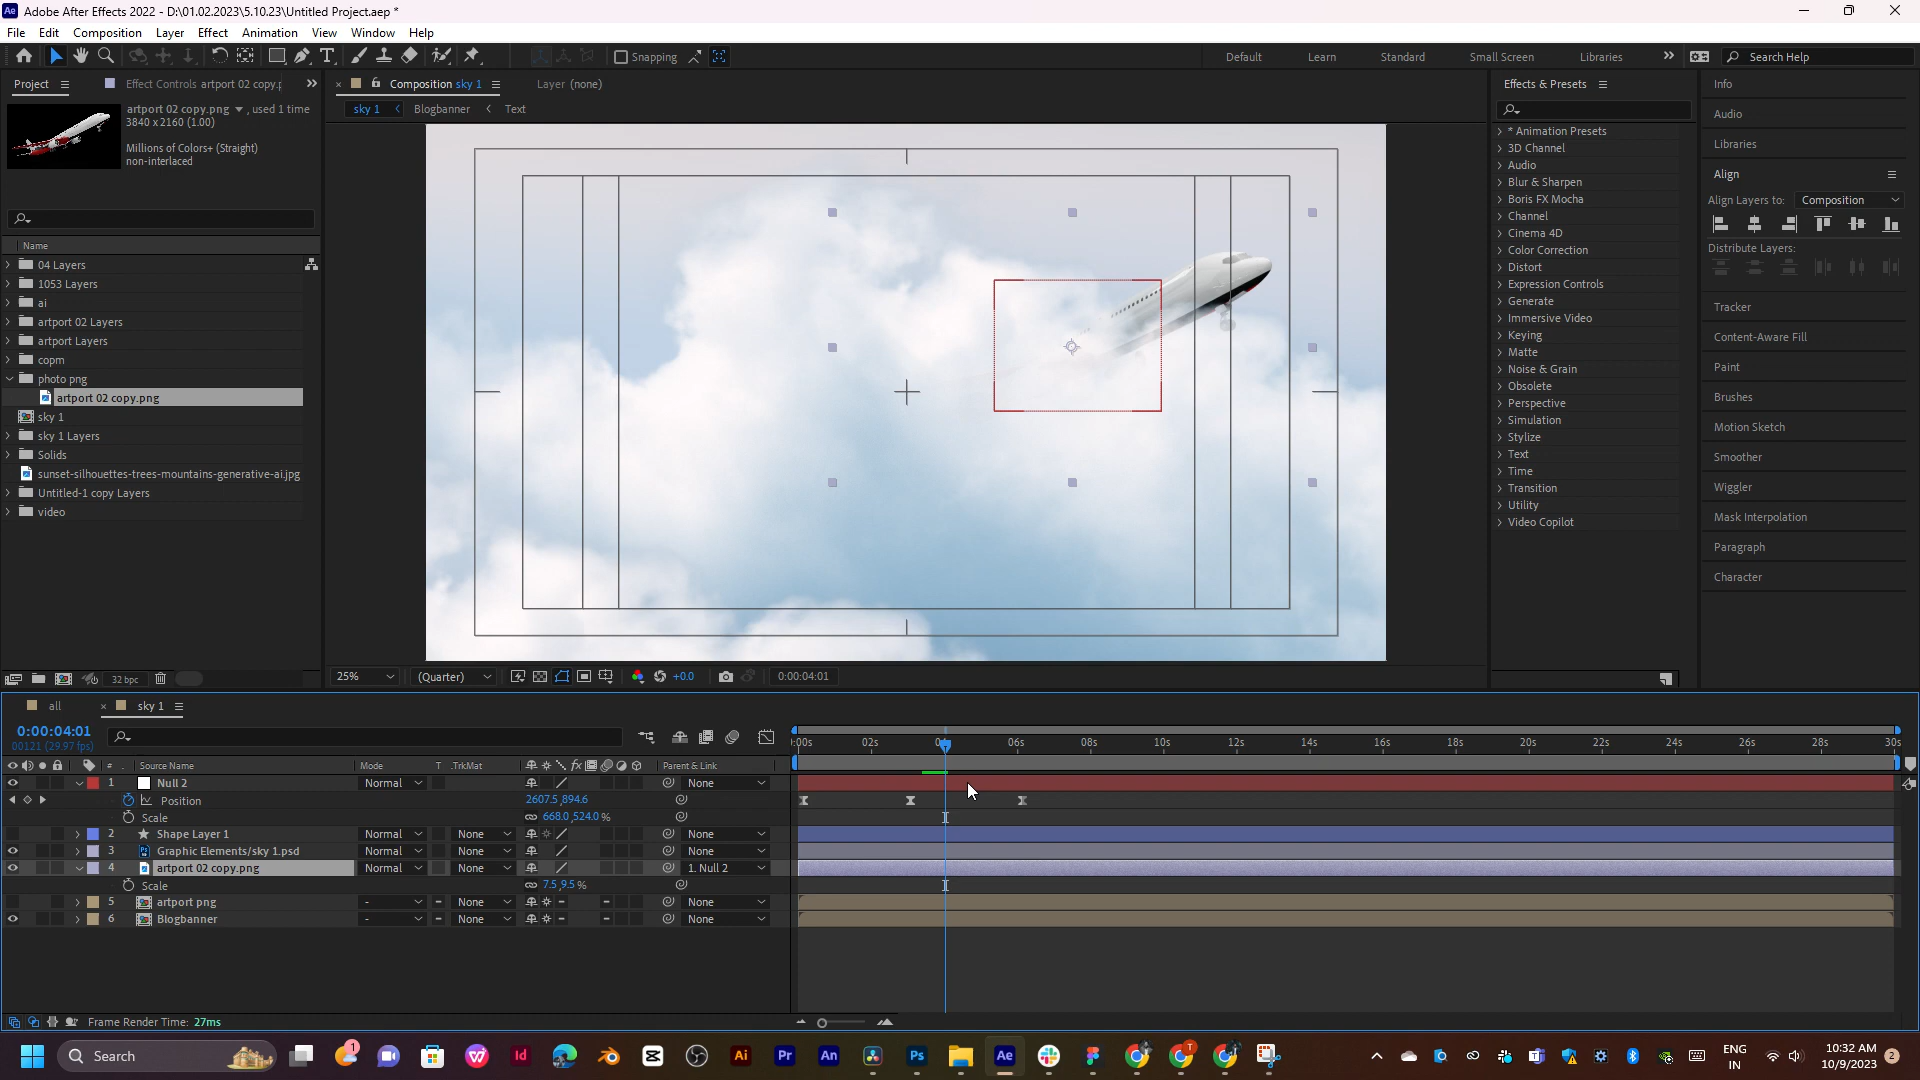 Adobe After Effects 2022 - D:\01.02.2023\5.10.23\Untitled Project.aep *
File Edit Composition Layer Effect Animation View Window Help
Snapping Default Learn Standard Small Screen Libraries Search Help
Project Effect Controls artport 02 copy.p Composition sky 1 Layer (none) Effects & Presets Info
artport 02 copy.png , used 1 time
3840 x 2160 (1.00)
Millions of Colors+ (Straight)
non-interlaced
sky 1 Blogbanner Text
Name
04 Layers
1053 Layers
ai
artport 02 Layers
artport Layers
copm
photo png
artport 02 copy.png
sky 1
sky 1 Layers
Solids
sunset-silhouettes-trees-mountains-generative-ai.jpg
Untitled-1 copy Layers
video
32 bpc
25% (Quarter) +0.0 0:00:04:01
* Animation Presets
3D Channel
Audio
Blur & Sharpen
Boris FX Mocha
Channel
Cinema 4D
Color Correction
Distort
Expression Controls
Generate
Immersive Video
Keying
Matte
Noise & Grain
Obsolete
Perspective
Simulation
Stylize
Text
Time
Transition
Utility
Video Copilot
Audio
Libraries
Align
Align Layers to: Composition
Distribute Layers:
Tracker
Content-Aware Fill
Paint
Brushes
Motion Sketch
Smoother
Wiggler
Mask Interpolation
Paragraph
Character
all sky 1
0:00:04:01
00121 (29.97 fps)
:00s 02s 06s 08s 10s 12s 14s 16s 18s 20s 22s 24s 26s 28s 30s
# Source Name Mode T .TrkMat fx Parent & Link
1 Null 2 Normal None
Position 2607.5,894.6
Scale 668.0,524.0 %
2 Shape Layer 1 Normal None None
3 Graphic Elements/sky 1.psd Normal None None
4 artport 02 copy.png Normal None 1. Null 2
Scale 7.5,9.5 %
5 artport png - None None
6 Blogbanner - None None
Frame Render Time: 27ms
Search 1 Id Ai Pr An Ps Ae
ENG
IN
10:32 AM
10/9/2023
2